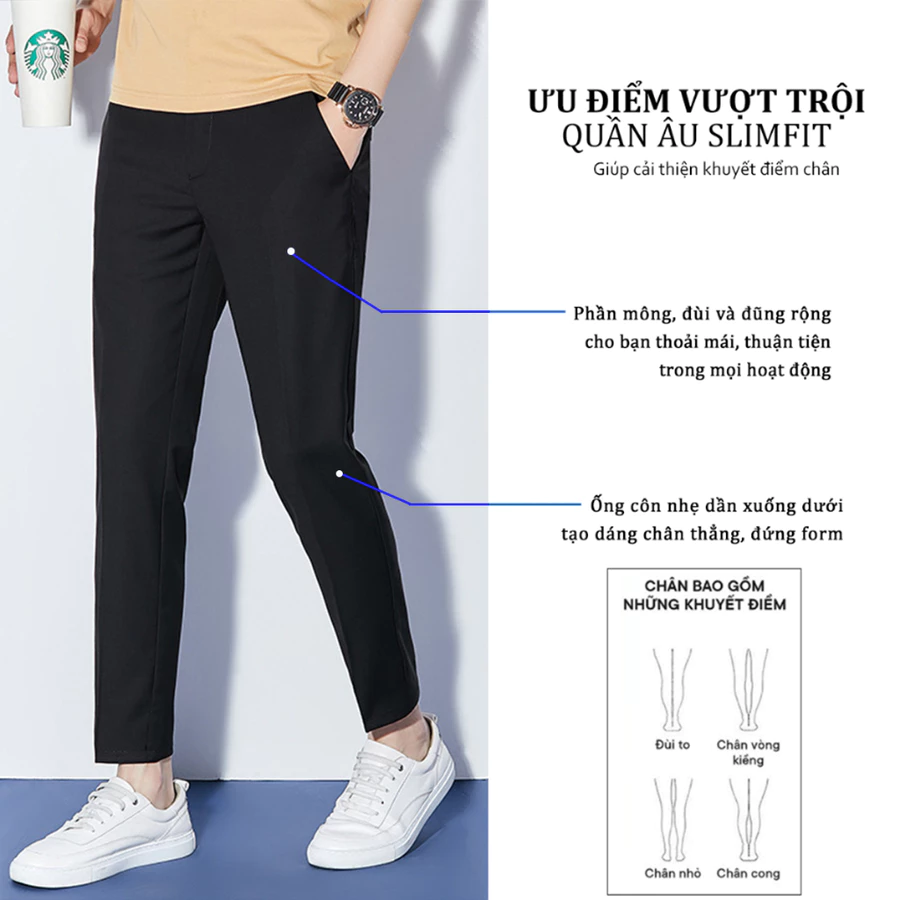 ƯU ĐIỂM VƯỢT TRỘI
QUẦN ÂU SLIMFIT
Giúp cải thiện khuyết điểm chân
Phần mông, đùi và đũng rộng
cho bạn thoải mái, thuận tiện
trong mọi hoạt động
Ống côn nhẹ dần xuống dưới
tạo dáng chân thẳng, đứng form
CHÂN BAO GỒM
NHỮNG KHUYẾT ĐIỂM
Đùi to
Chân vòng
kiềng
Chân nhỏ
Chân cong